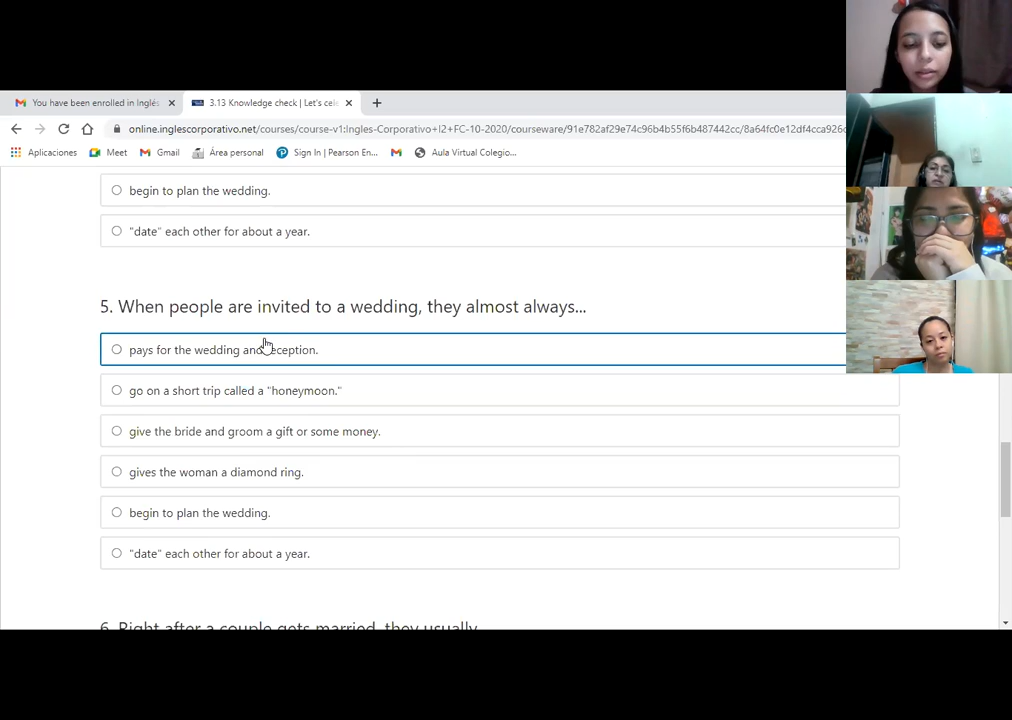 You have been enrolled in Inglés
3.13 Knowledge check | Let's cel
online.inglescorporativo.net/courses/course-v1:Ingles-Corporativo+I2+FC-10-2020/courseware/91e782af29e74c96b4b55f6b487442cc/8a64fc0e12df4cca926c
Aplicaciones Meet Gmail Área personal Sign In | Pearson En... Aula Virtual Colegio...
begin to plan the wedding.
"date" each other for about a year.
5. When people are invited to a wedding, they almost always...
pays for the wedding and reception.
go on a short trip called a "honeymoon."
give the bride and groom a gift or some money.
gives the woman a diamond ring.
begin to plan the wedding.
"date" each other for about a year.
6. Right after a couple gets married, they usually